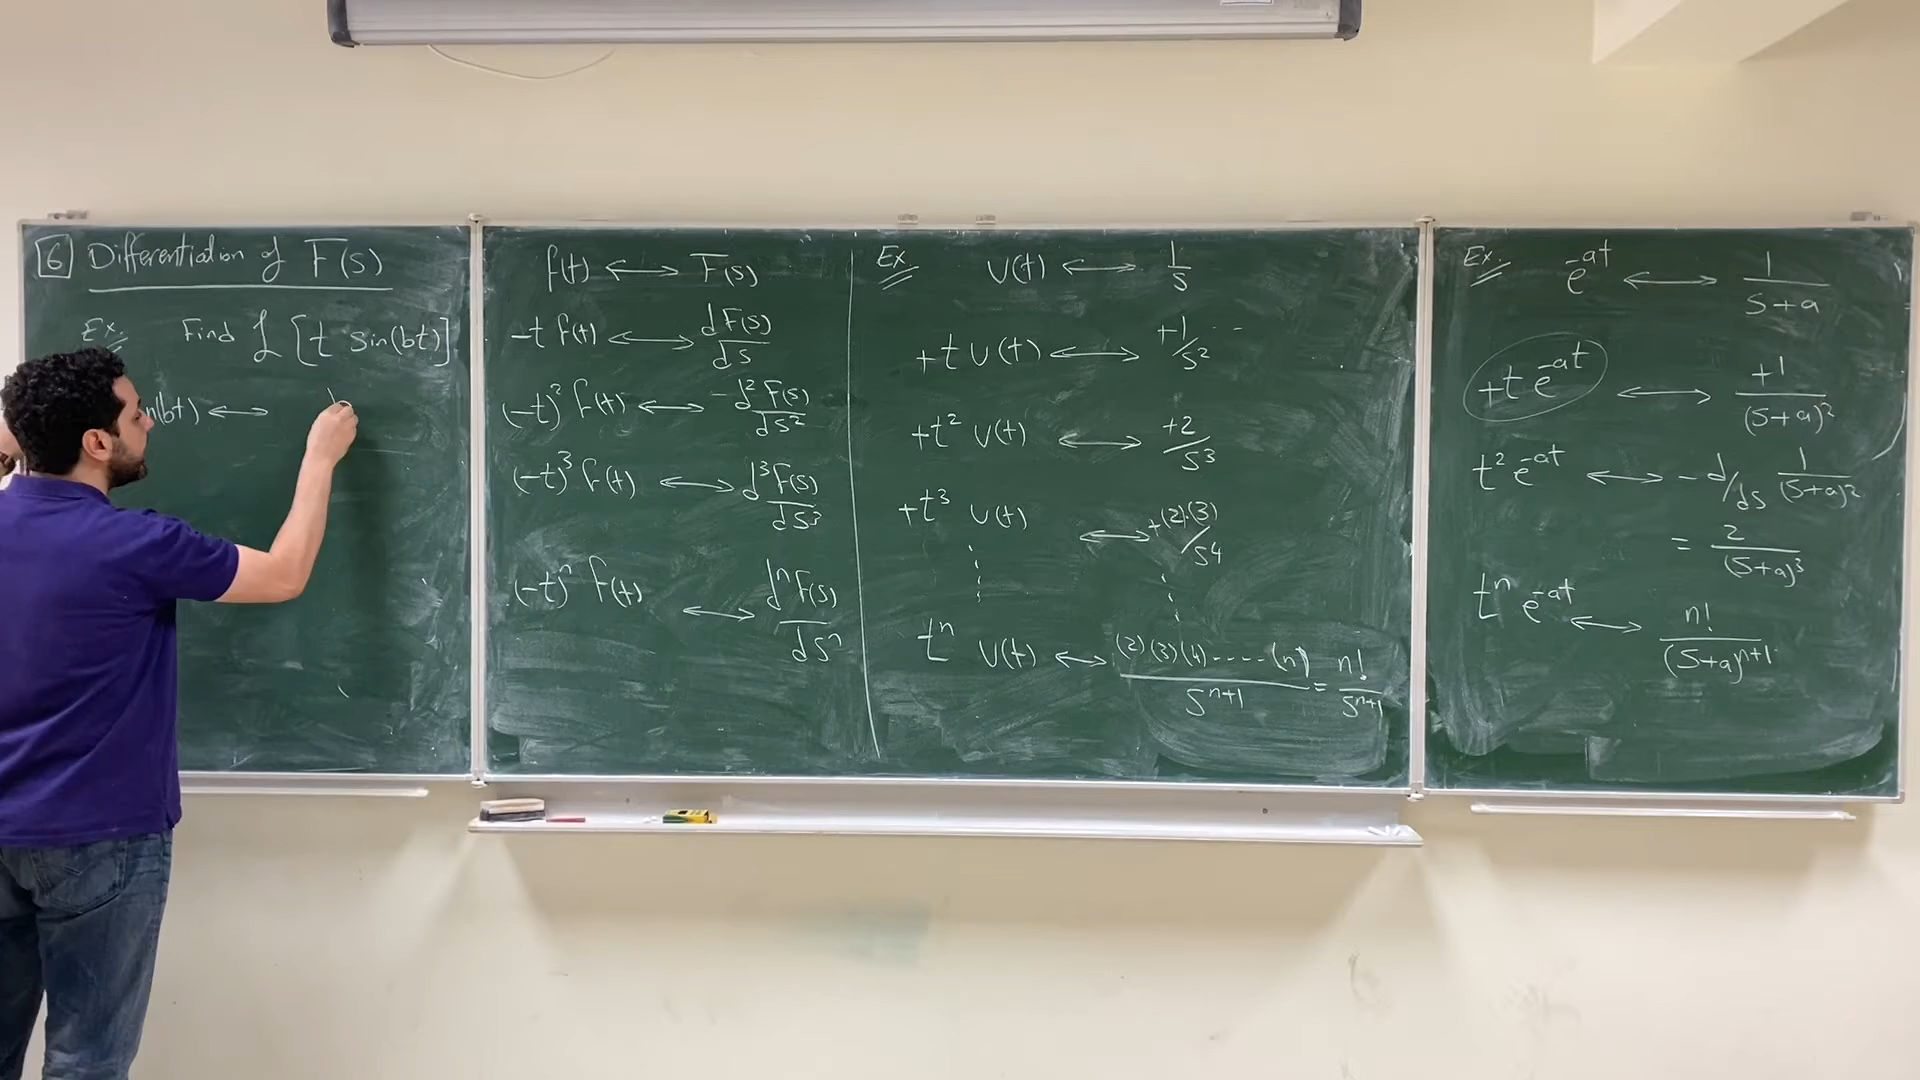 6 Differentiation of F(s)
Ex. Find ℒ[t sin(bt)]
n(bt) ↔ b
f(t) ↔ F(s)
-t f(t) ↔ dF(s)/ds
(-t)² f(t) ↔ d²F(s)/ds²
(-t)³ f(t) ↔ d³F(s)/ds³
(-t)ⁿ f(t) ↔ dⁿF(s)/dsⁿ
Ex. U(t) ↔ 1/s
+t U(t) ↔ +1/s²
+t² U(t) ↔ +2/s³
+t³ U(t) ↔ +(2)(3)/s⁴
tⁿ U(t) ↔ (2)(3)(4)----(n)/sⁿ⁺¹ = n!/sⁿ⁺¹
Ex. e⁻ᵃᵗ ↔ 1/(s+a)
+t e⁻ᵃᵗ ↔ +1/(s+a)²
t² e⁻ᵃᵗ ↔ -d/ds 1/(s+a)²
= 2/(s+a)³
tⁿ e⁻ᵃᵗ ↔ n!/(s+a)ⁿ⁺¹